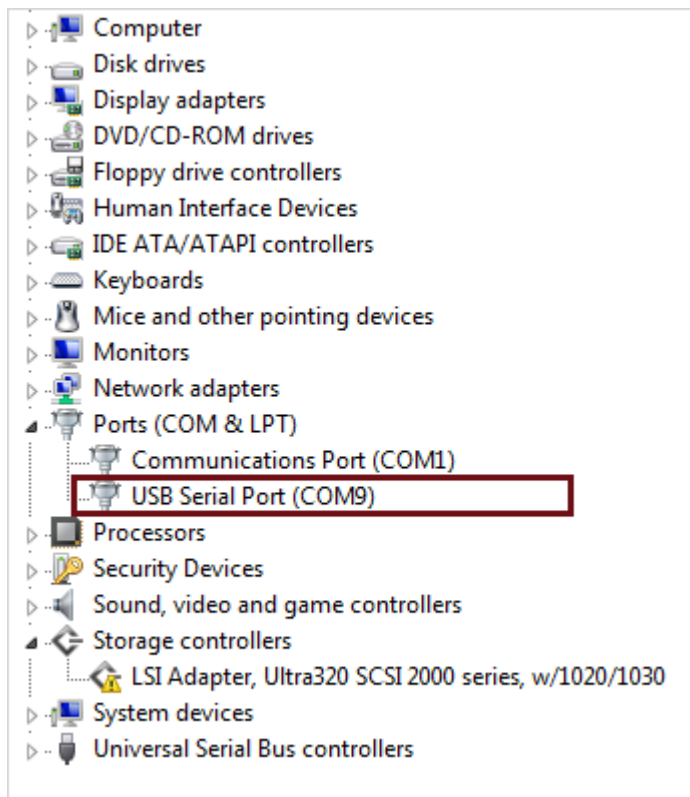 Computer
Disk drives
Display adapters
DVD/CD-ROM drives
Floppy drive controllers
Human Interface Devices
IDE ATA/ATAPI controllers
Keyboards
Mice and other pointing devices
Monitors
Network adapters
Ports (COM & LPT)
Communications Port (COM1)
USB Serial Port (COM9)
Processors
Security Devices
Sound, video and game controllers
Storage controllers
LSI Adapter, Ultra320 SCSI 2000 series, w/1020/1030
System devices
Universal Serial Bus controllers